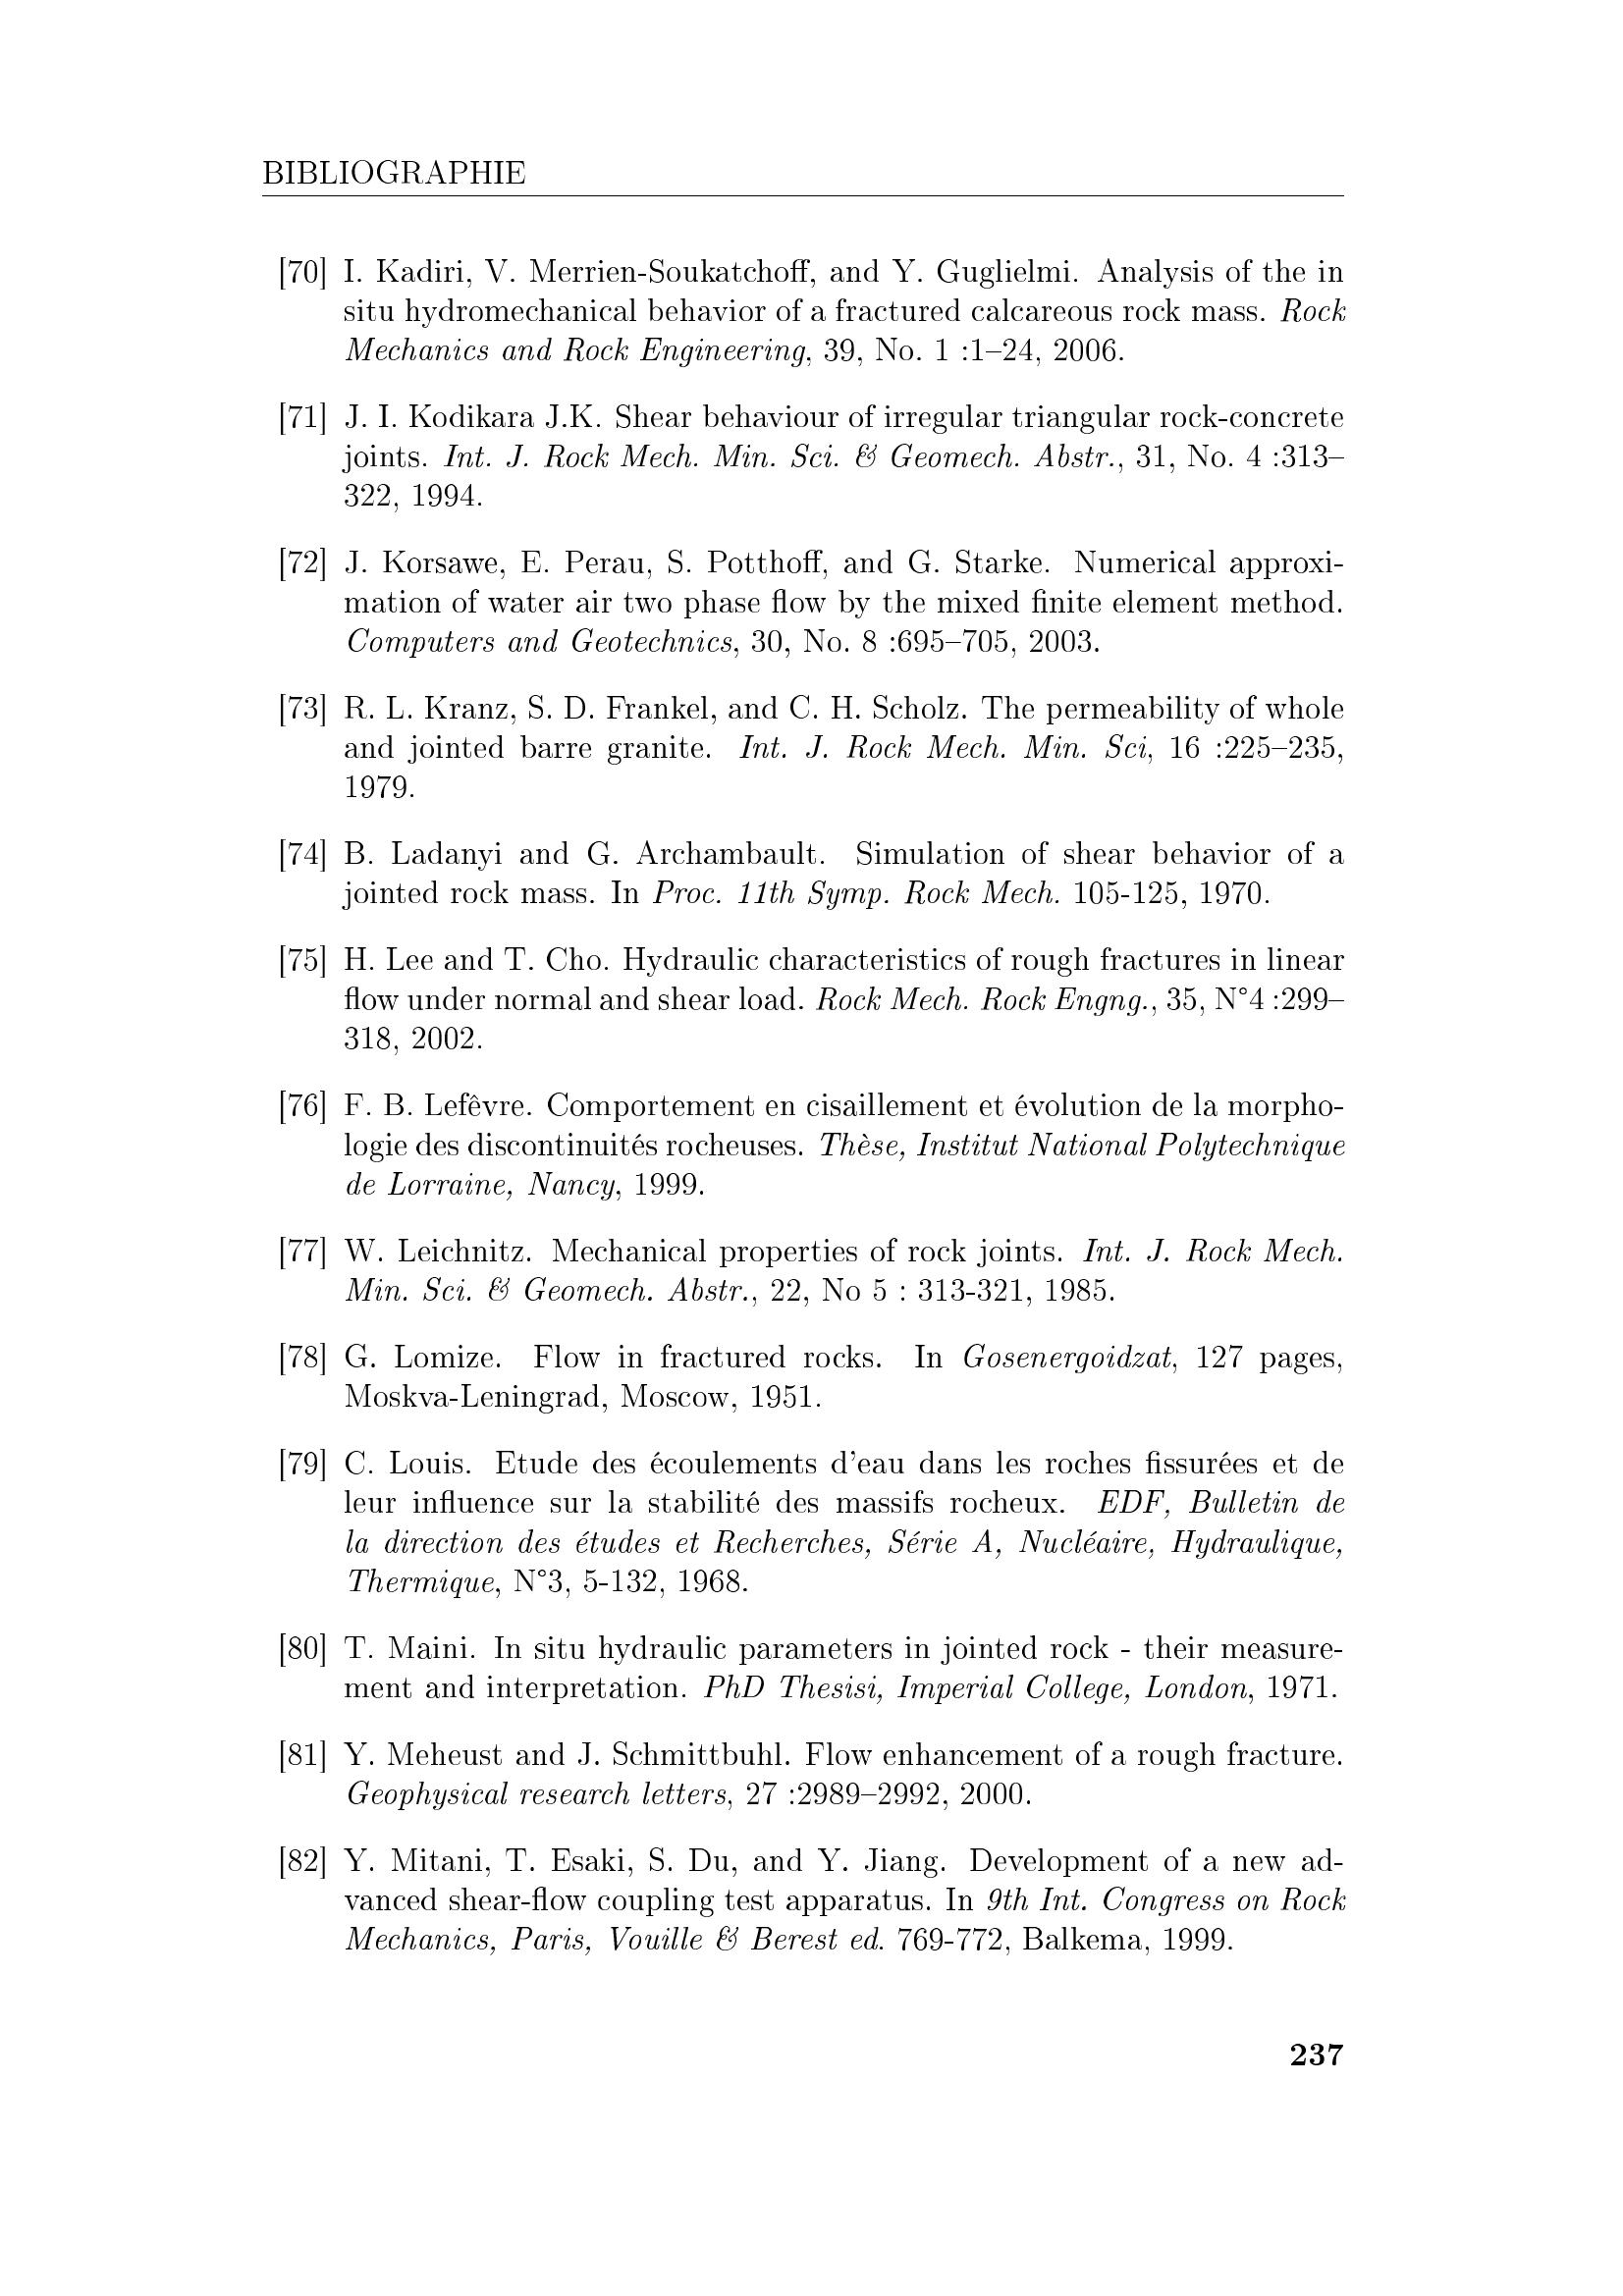 BIBLIOGRAPHIE
[70] I. Kadiri, V. Merrien-Soukatchoff, and Y. Guglielmi. Analysis of the in
situ hydromechanical behavior of a fractured calcareous rock mass. Rock
Mechanics and Rock Engineering, 39, No. 1 :1–24, 2006.
[71] J. I. Kodikara J.K. Shear behaviour of irregular triangular rock-concrete
joints. Int. J. Rock Mech. Min. Sci. & Geomech. Abstr., 31, No. 4 :313–
322, 1994.
[72] J. Korsawe, E. Perau, S. Potthoff, and G. Starke. Numerical approxi-
mation of water air two phase flow by the mixed finite element method.
Computers and Geotechnics, 30, No. 8 :695–705, 2003.
[73] R. L. Kranz, S. D. Frankel, and C. H. Scholz. The permeability of whole
and jointed barre granite. Int. J. Rock Mech. Min. Sci, 16 :225–235,
1979.
[74] B. Ladanyi and G. Archambault. Simulation of shear behavior of a
jointed rock mass. In Proc. 11th Symp. Rock Mech. 105-125, 1970.
[75] H. Lee and T. Cho. Hydraulic characteristics of rough fractures in linear
flow under normal and shear load. Rock Mech. Rock Engng., 35, N°4 :299–
318, 2002.
[76] F. B. Lefêvre. Comportement en cisaillement et évolution de la morpho-
logie des discontinuités rocheuses. Thèse, Institut National Polytechnique
de Lorraine, Nancy, 1999.
[77] W. Leichnitz. Mechanical properties of rock joints. Int. J. Rock Mech.
Min. Sci. & Geomech. Abstr., 22, No 5 : 313-321, 1985.
[78] G. Lomize. Flow in fractured rocks. In Gosenergoidzat, 127 pages,
Moskva-Leningrad, Moscow, 1951.
[79] C. Louis. Etude des écoulements d'eau dans les roches fissurées et de
leur influence sur la stabilité des massifs rocheux. EDF, Bulletin de
la direction des études et Recherches, Série A, Nucléaire, Hydraulique,
Thermique, N°3, 5-132, 1968.
[80] T. Maini. In situ hydraulic parameters in jointed rock - their measure-
ment and interpretation. PhD Thesisi, Imperial College, London, 1971.
[81] Y. Meheust and J. Schmittbuhl. Flow enhancement of a rough fracture.
Geophysical research letters, 27 :2989–2992, 2000.
[82] Y. Mitani, T. Esaki, S. Du, and Y. Jiang. Development of a new ad-
vanced shear-flow coupling test apparatus. In 9th Int. Congress on Rock
Mechanics, Paris, Vouille & Berest ed. 769-772, Balkema, 1999.
237